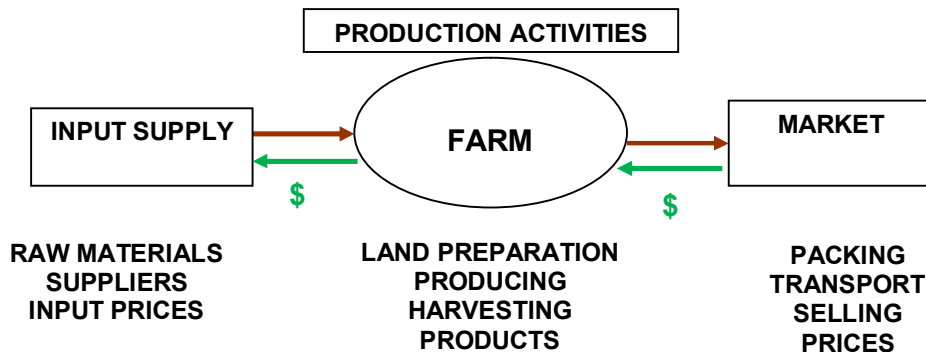 PRODUCTION ACTIVITIES
INPUT SUPPLY
FARM
MARKET
$
$
RAW MATERIALS
SUPPLIERS
INPUT PRICES
LAND PREPARATION
PRODUCING
HARVESTING
PRODUCTS
PACKING
TRANSPORT
SELLING
PRICES